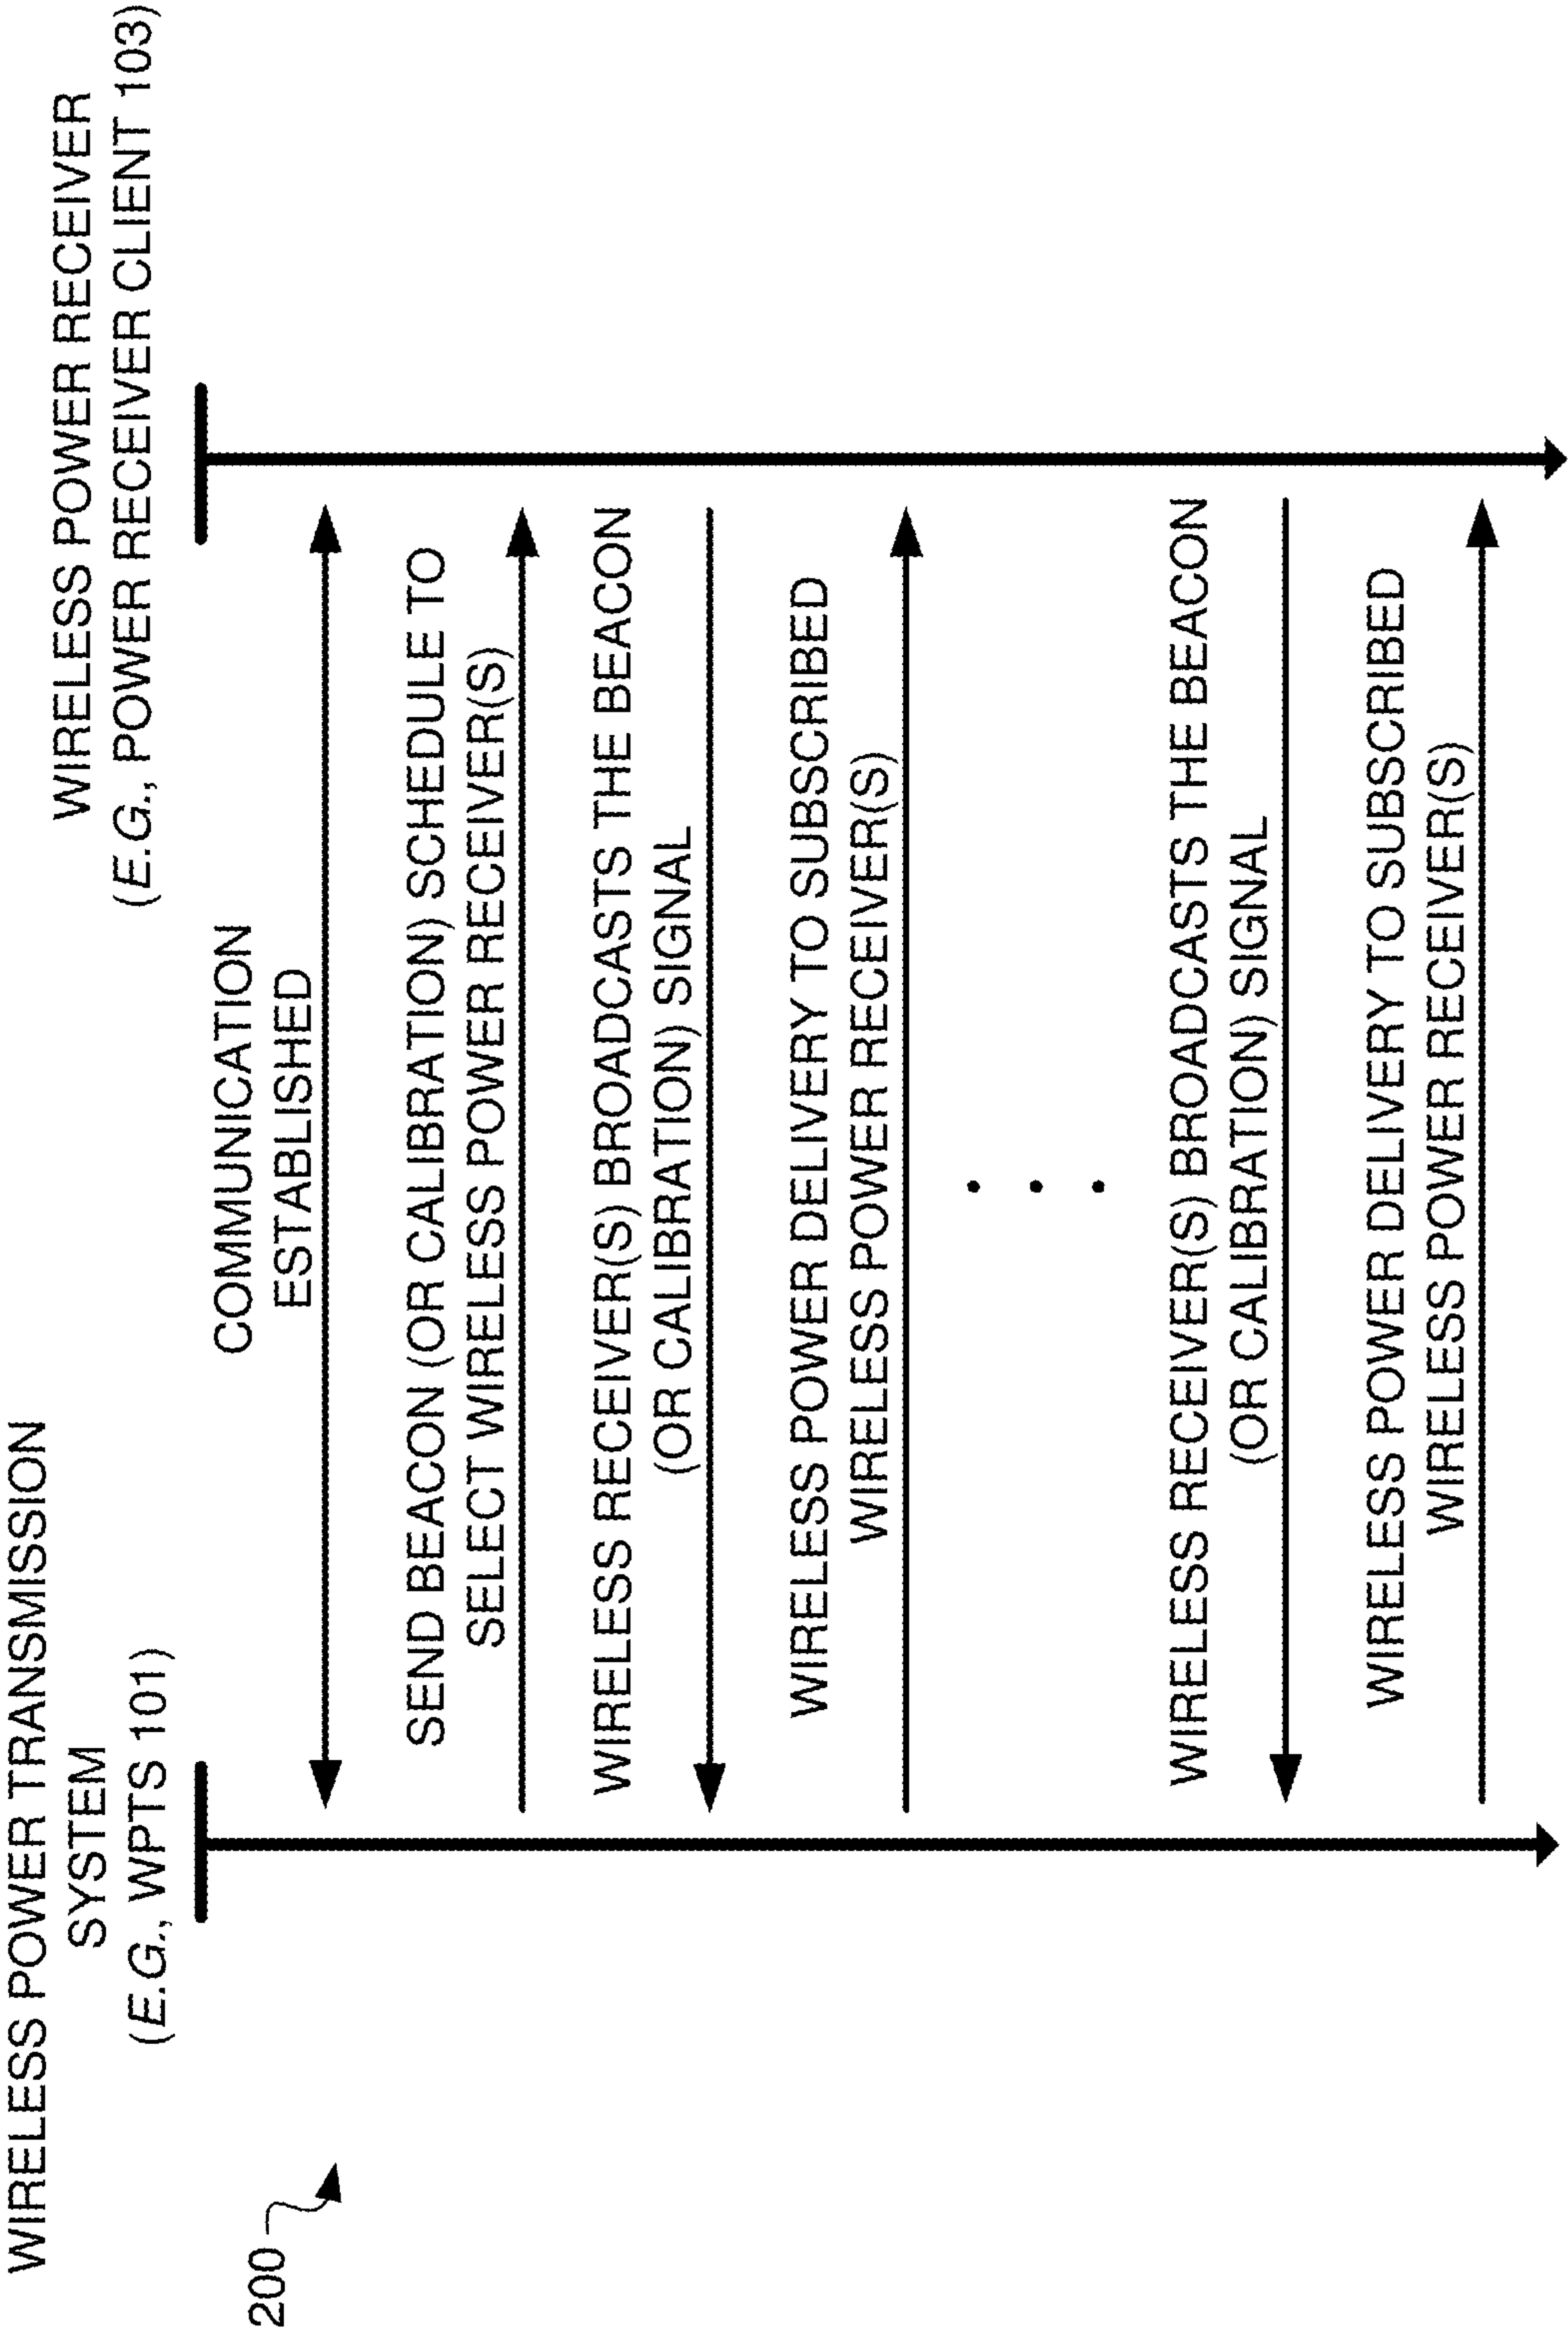 WIRELESS POWER TRANSMISSION
SYSTEM
(E.G., WPTS 101)
WIRELESS POWER RECEIVER
(E.G., POWER RECEIVER CLIENT 103)
200
COMMUNICATION
ESTABLISHED
SEND BEACON (OR CALIBRATION) SCHEDULE TO
SELECT WIRELESS POWER RECEIVER(S)
WIRELESS RECEIVER(S) BROADCASTS THE BEACON
(OR CALIBRATION) SIGNAL
WIRELESS POWER DELIVERY TO SUBSCRIBED
WIRELESS POWER RECEIVER(S)
WIRELESS RECEIVER(S) BROADCASTS THE BEACON
(OR CALIBRATION) SIGNAL
WIRELESS POWER DELIVERY TO SUBSCRIBED
WIRELESS POWER RECEIVER(S)